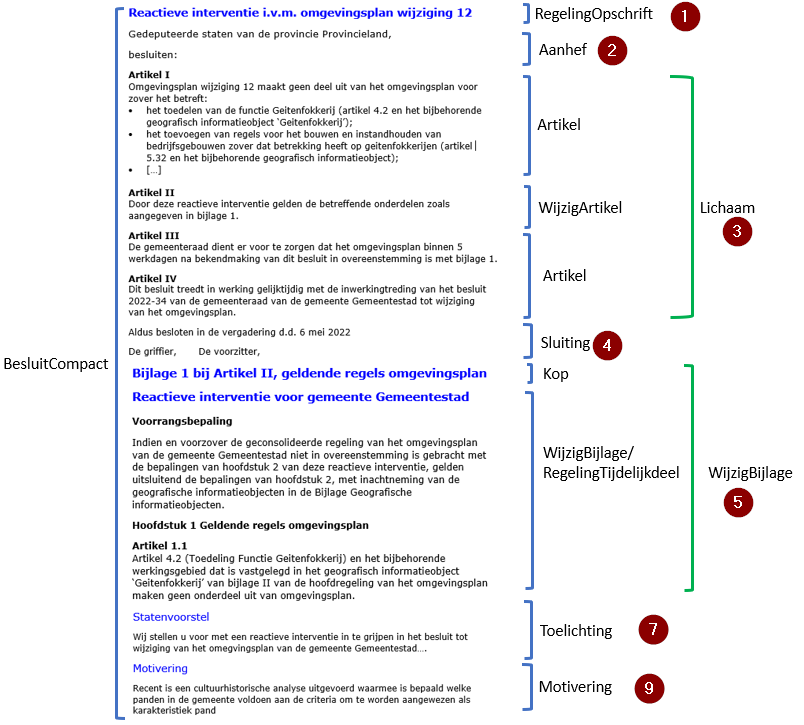 Reactieve interventie i.v.m. omgevingsplan wijziging 12
RegelingOpschrift 1
Gedeputeerde staten van de provincie Provincieland,
besluiten:
Aanhef 2
Artikel I
Omgevingsplan wijziging 12 maakt geen deel uit van het omgevingsplan voor
zover het betreft:
• het toedelen van de functie Geitenfokkerij (artikel 4.2 en het bijbehorende
geografisch informatieobject ‘Geitenfokkerij’);
• het toevoegen van regels voor het bouwen en instandhouden van
bedrijfsgebouwen zover dat betrekking heeft op geitenfokkerijen (artikel|
5.32 en het bijbehorende geografisch informatieobject);
• […]
Artikel
Artikel II
Door deze reactieve interventie gelden de betreffende onderdelen zoals
aangegeven in bijlage 1.
WijzigArtikel
Lichaam
3
Artikel III
De gemeenteraad dient er voor te zorgen dat het omgevingsplan binnen 5
werkdagen na bekendmaking van dit besluit in overeenstemming is met bijlage 1.
Artikel IV
Dit besluit treedt in werking gelijktijdig met de inwerkingtreding van het besluit
2022-34 van de gemeenteraad van de gemeente Gemeentestad tot wijziging
van het omgevingsplan.
Artikel
Aldus besloten in de vergadering d.d. 6 mei 2022
De griffier, De voorzitter,
Sluiting 4
BesluitCompact
Bijlage 1 bij Artikel II, geldende regels omgevingsplan
Kop
Reactieve interventie voor gemeente Gemeentestad
Voorrangsbepaling
Indien en voorzover de geconsolideerde regeling van het omgevingsplan
van de gemeente Gemeentestad niet in overeenstemming is gebracht met
de bepalingen van hoofdstuk 2 van deze reactieve interventie, gelden
uitsluitend de bepalingen van hoofdstuk 2, met inachtneming van de
geografische informatieobjecten in de Bijlage Geografische
informatieobjecten.
WijzigBijlage/
RegelingTijdelijkdeel
WijzigBijlage
5
Hoofdstuk 1 Geldende regels omgevingsplan
Artikel 1.1
Artikel 4.2 (Toedeling Functie Geitenfokkerij) en het bijbehorende
werkingsgebied dat is vastgelegd in het geografisch informatieobject
‘Geitenfokkerij’ van bijlage II van de hoofdregeling van het omgevingsplan
maken geen onderdeel uit van omgevingsplan.
Statenvoorstel
Wij stellen u voor met een reactieve interventie in te grijpen in het besluit tot
wijziging van het omegvingsplan van de gemeente Gemeentestad….
Toelichting 7
Motivering
Recent is een cultuurhistorische analyse uitgevoerd waarmee is bepaald welke
panden in de gemeente voldoen aan de criteria om te worden aangewezen als
karakteristiek pand
Motivering 9